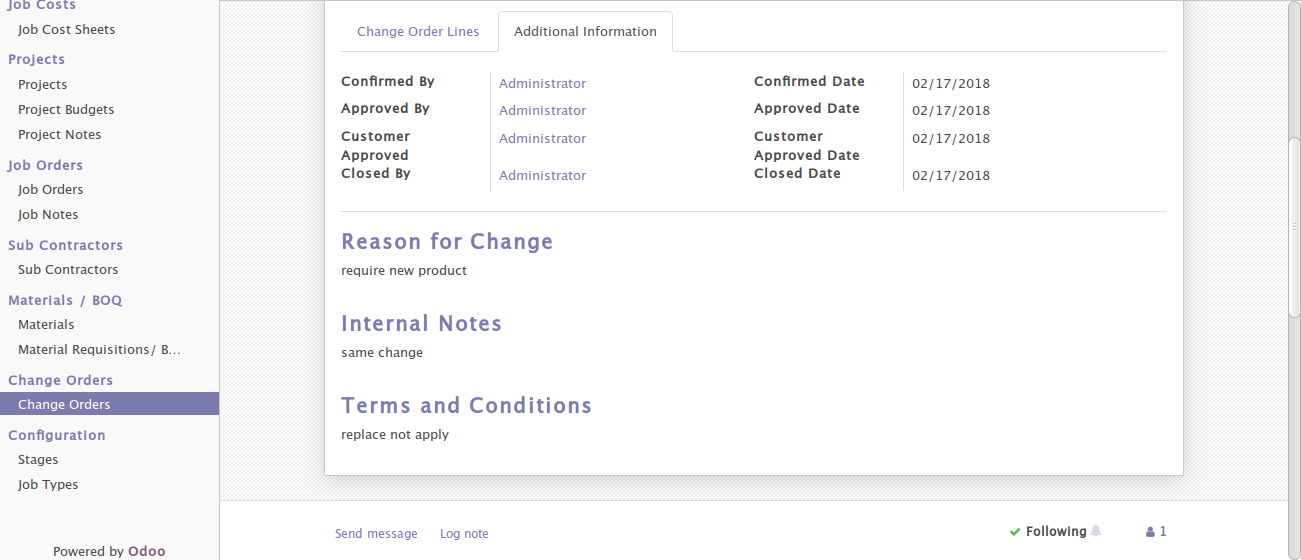 Job Costs
Job Cost Sheets
Projects
Projects
Project Budgets
Project Notes
Job Orders
Job Orders
Job Notes
Sub Contractors
Sub Contractors
Materials / BOQ
Materials
Material Requisitions/ B...
Change Orders
Change Orders
Configuration
Stages
Job Types
Powered by Odoo
Change Order Lines Additional Information
Confirmed By Administrator Confirmed Date 02/17/2018
Approved By Administrator Approved Date 02/17/2018
Customer Administrator Customer 02/17/2018
Approved Approved Date
Closed By Administrator Closed Date 02/17/2018
Reason for Change
require new product
Internal Notes
same change
Terms and Conditions
replace not apply
Send message Log note Following 1